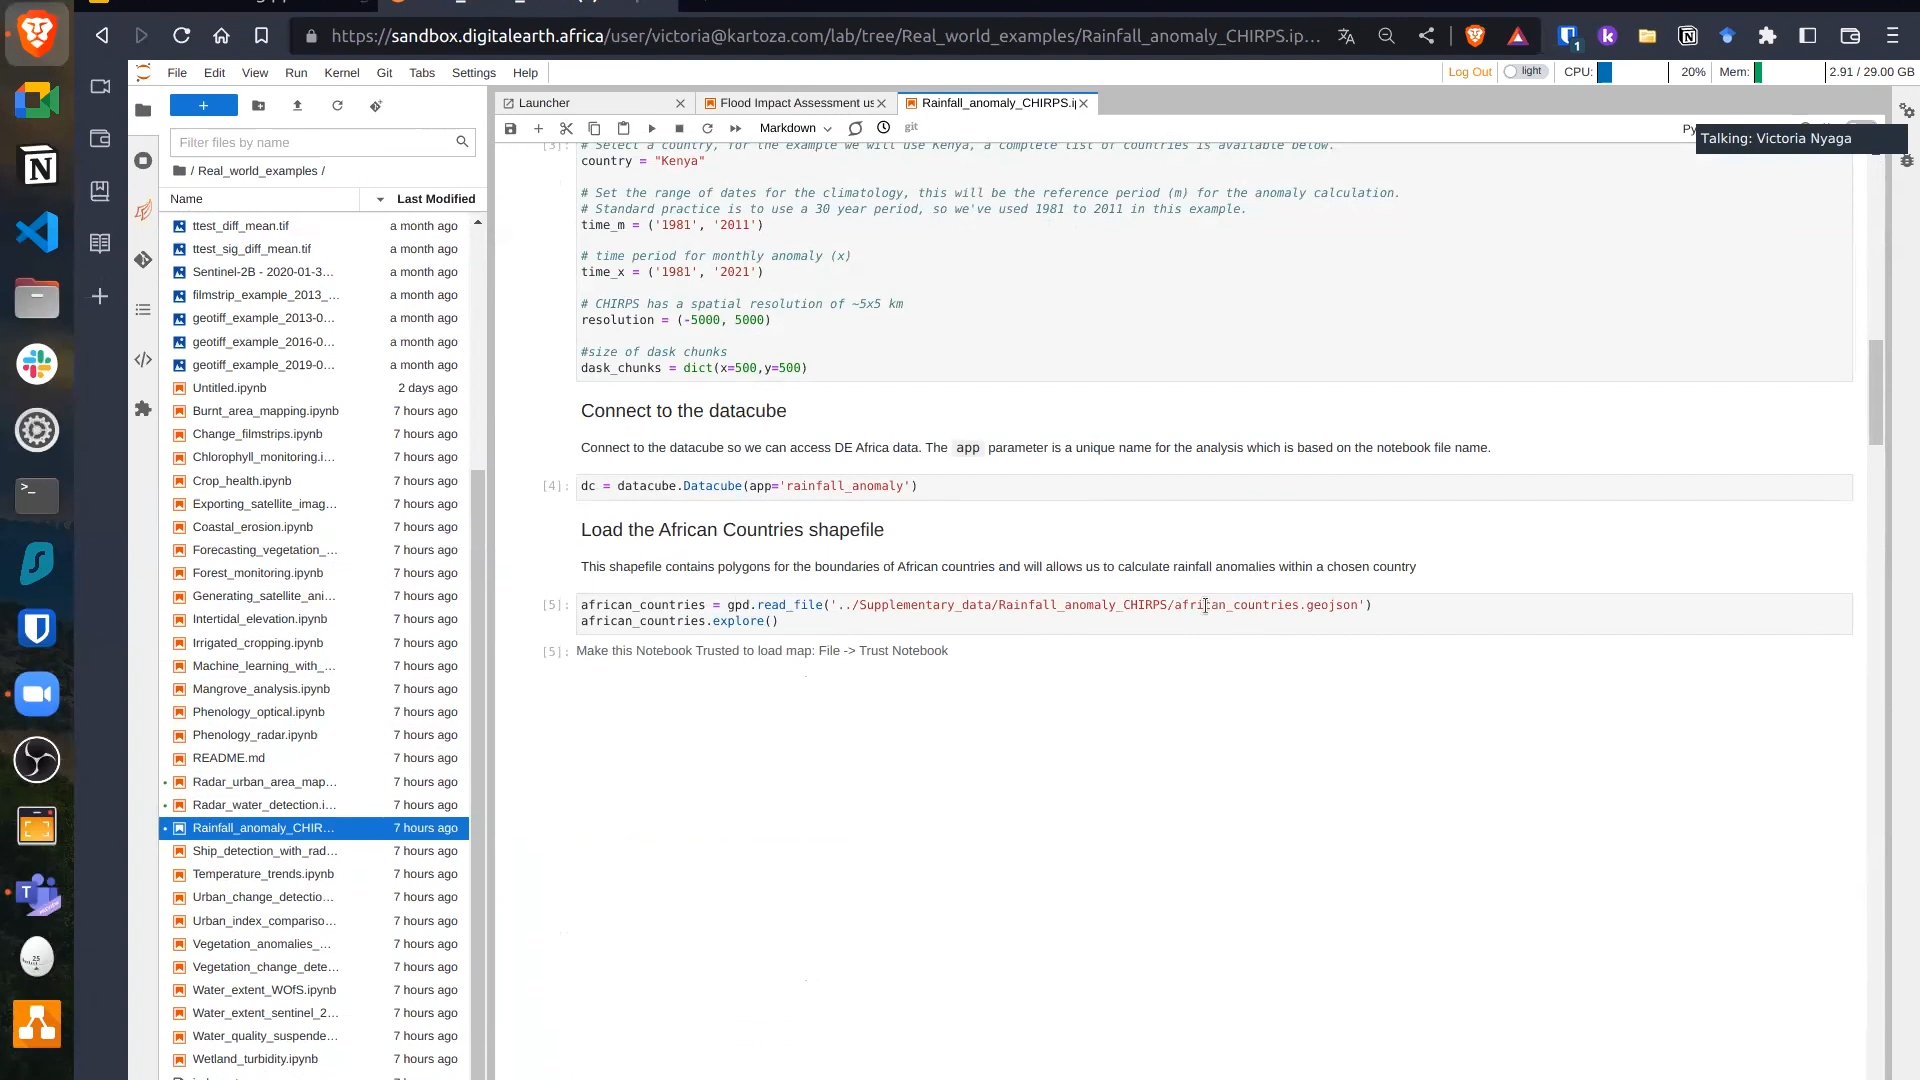 https://sandbox.digitalearth.africa/user/victoria@kartoza.com/lab/tree/Real_world_examples/Rainfall_anomaly_CHIRPS.ip...
1
File Edit View Run Kernel Git Tabs Settings Help
Log Out light CPU: 20% Mem: 2.91 / 29.00 GB
+
Filter files by name
/ Real_world_examples /
Name Last Modified
ttest_diff_mean.tif a month ago
ttest_sig_diff_mean.tif a month ago
Sentinel-2B - 2020-01-3... a month ago
filmstrip_example_2013_... a month ago
geotiff_example_2013-0... a month ago
geotiff_example_2016-0... a month ago
geotiff_example_2019-0... a month ago
Untitled.ipynb 2 days ago
Burnt_area_mapping.ipynb 7 hours ago
Change_filmstrips.ipynb 7 hours ago
Chlorophyll_monitoring.i... 7 hours ago
Crop_health.ipynb 7 hours ago
Exporting_satellite_imag... 7 hours ago
Coastal_erosion.ipynb 7 hours ago
Forecasting_vegetation_... 7 hours ago
Forest_monitoring.ipynb 7 hours ago
Generating_satellite_ani... 7 hours ago
Intertidal_elevation.ipynb 7 hours ago
Irrigated_cropping.ipynb 7 hours ago
Machine_learning_with_... 7 hours ago
Mangrove_analysis.ipynb 7 hours ago
Phenology_optical.ipynb 7 hours ago
Phenology_radar.ipynb 7 hours ago
README.md 7 hours ago
Radar_urban_area_map... 7 hours ago
Radar_water_detection.i... 7 hours ago
Rainfall_anomaly_CHIR... 7 hours ago
Ship_detection_with_rad... 7 hours ago
Temperature_trends.ipynb 7 hours ago
Urban_change_detectio... 7 hours ago
Urban_index_compariso... 7 hours ago
Vegetation_anomalies_... 7 hours ago
Vegetation_change_dete... 7 hours ago
Water_extent_WOfS.ipynb 7 hours ago
Water_extent_sentinel_2... 7 hours ago
Water_quality_suspende... 7 hours ago
Wetland_turbidity.ipynb 7 hours ago
Launcher Flood Impact Assessment us Rainfall_anomaly_CHIRPS.i
Markdown git Py
Talking: Victoria Nyaga
[3]: # Select a country, for the example we will use Kenya, a complete list of countries is available below.
country = "Kenya"
# Set the range of dates for the climatology, this will be the reference period (m) for the anomaly calculation.
# Standard practice is to use a 30 year period, so we've used 1981 to 2011 in this example.
time_m = ('1981', '2011')
# time period for monthly anomaly (x)
time_x = ('1981', '2021')
# CHIRPS has a spatial resolution of ~5x5 km
resolution = (-5000, 5000)
#size of dask chunks
dask_chunks = dict(x=500,y=500)
Connect to the datacube
Connect to the datacube so we can access DE Africa data. The app parameter is a unique name for the analysis which is based on the notebook file name.
[4]: dc = datacube.Datacube(app='rainfall_anomaly')
Load the African Countries shapefile
This shapefile contains polygons for the boundaries of African countries and will allows us to calculate rainfall anomalies within a chosen country
[5]: african_countries = gpd.read_file('../Supplementary_data/Rainfall_anomaly_CHIRPS/african_countries.geojson')
african_countries.explore()
[5]: Make this Notebook Trusted to load map: File -> Trust Notebook